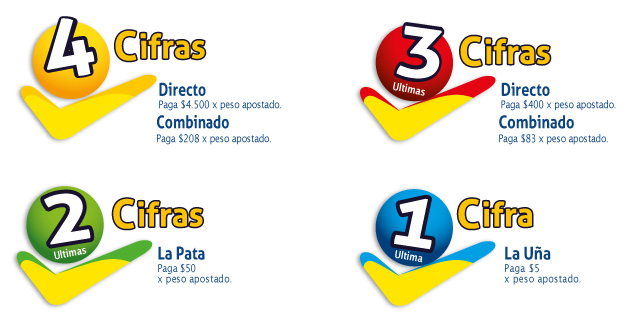 4 Cifras
Directo
Paga $4.500 x peso apostado.
Combinado
Paga $208 x peso apostado.
3 Cifras
Ultimas
Directo
Paga $400 x peso apostado.
Combinado
Paga $83 x peso apostado.
2 Cifras
Ultimas
La Pata
Paga $50
x peso apostado.
1 Cifra
Ultima
La Uña
Paga $5
x peso apostado.